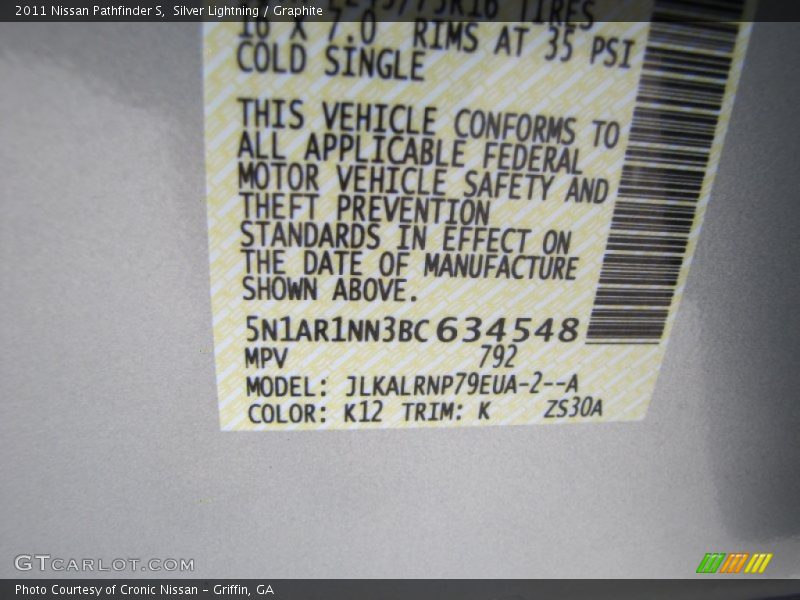 2011 Nissan Pathfinder S, Silver Lightning / Graphite
TIRES
16 X 7.0 RIMS AT 35 PSI
COLD SINGLE
THIS VEHICLE CONFORMS TO
ALL APPLICABLE FEDERAL
MOTOR VEHICLE SAFETY AND
THEFT PREVENTION
STANDARDS IN EFFECT ON
THE DATE OF MANUFACTURE
SHOWN ABOVE.
5N1AR1NN3BC634548
MPV 792
MODEL: JLKALRNP79EUA-2--A
COLOR: K12 TRIM: K ZS30A
GTCARLOT.COM
Photo Courtesy of Cronic Nissan - Griffin, GA